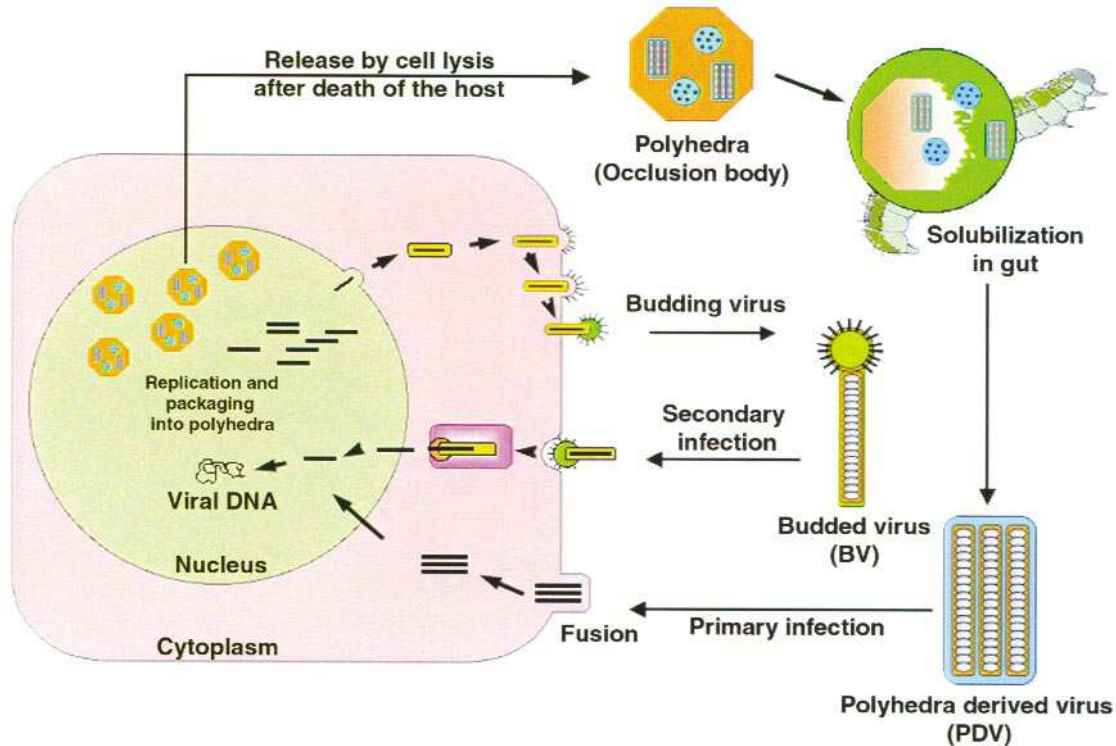 Release by cell lysis
after death of the host
Polyhedra
(Occlusion body)
Solubilization
in gut
Budding virus
Replication and
packaging
into polyhedra
Secondary
infection
Viral DNA
Budded virus
(BV)
Nucleus
Fusion
Primary infection
Cytoplasm
Polyhedra derived virus
(PDV)